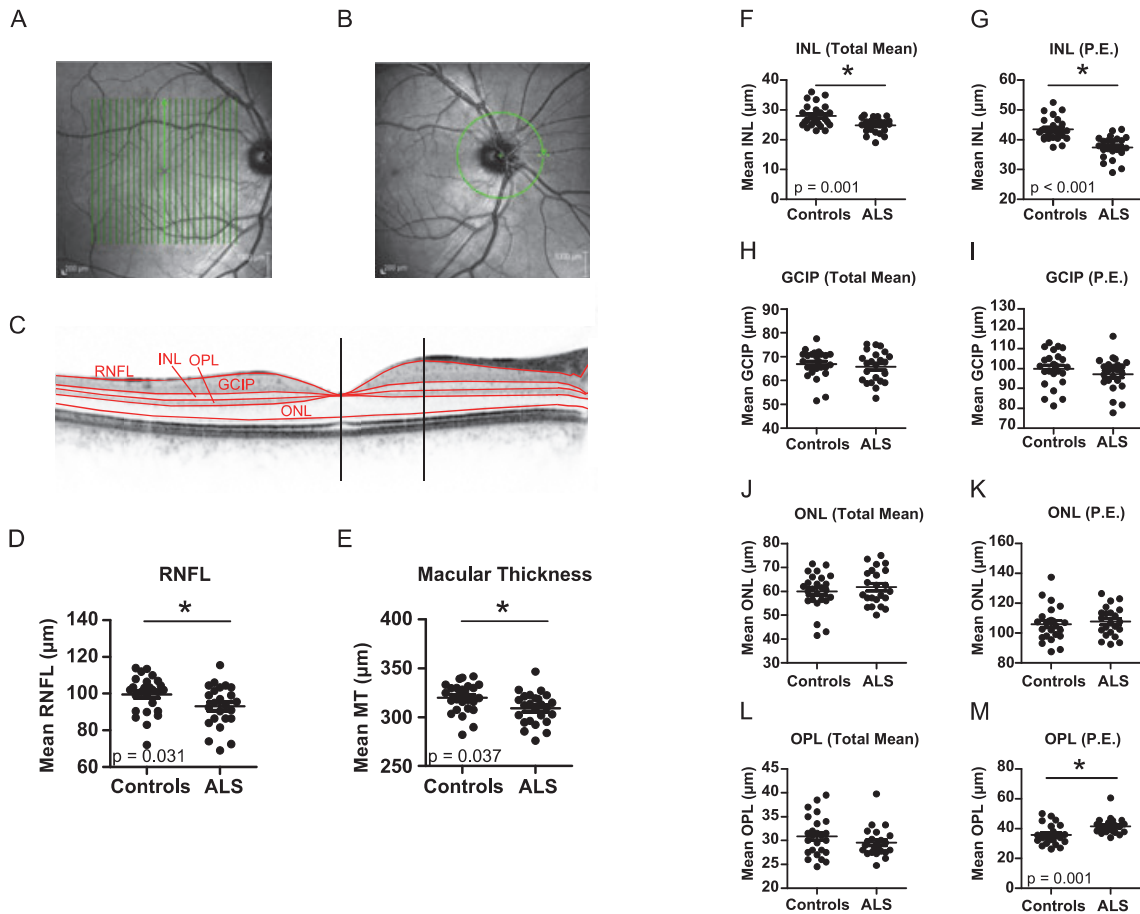 A
B
200 µm
200 µm
C
RNFL
INL
OPL
GCIP
ONL
D
RNFL
*
Mean RNFL (µm)
140
120
100
80
60
p = 0.031
Controls
ALS
E
Macular Thickness
*
Mean MT (µm)
400
350
300
250
p = 0.037
Controls
ALS
F
INL (Total Mean)
*
Mean INL (µm)
40
30
20
10
0
p = 0.001
Controls
ALS
G
INL (P.E.)
*
Mean INL (µm)
60
50
40
30
20
p < 0.001
Controls
ALS
H
GCIP (Total Mean)
Mean GCIP (µm)
90
80
70
60
50
40
Controls
ALS
I
GCIP (P.E.)
Mean GCIP (µm)
130
120
110
100
90
80
70
Controls
ALS
J
ONL (Total Mean)
Mean ONL (µm)
80
70
60
50
40
30
Controls
ALS
K
ONL (P.E.)
Mean ONL (µm)
160
140
120
100
80
Controls
ALS
L
OPL (Total Mean)
Mean OPL (µm)
45
40
35
30
25
20
Controls
ALS
M
OPL (P.E.)
*
Mean OPL (µm)
80
60
40
20
0
p = 0.001
Controls
ALS